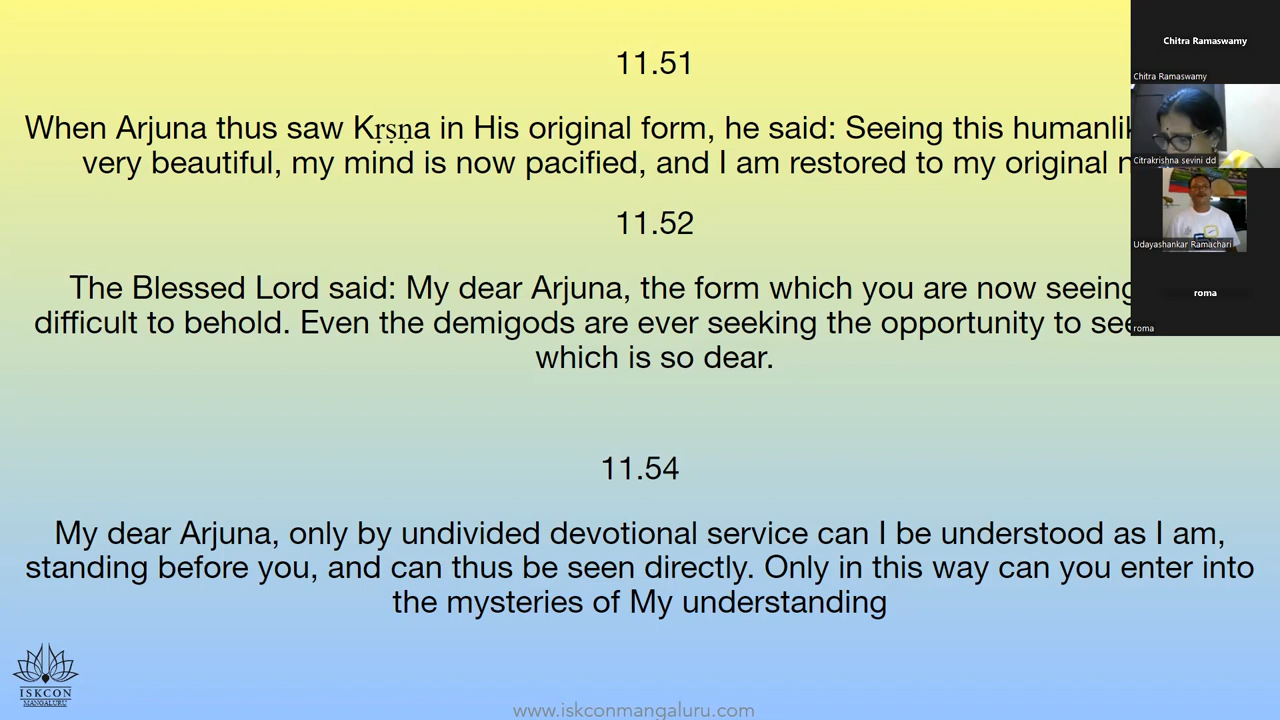 11.51
When Arjuna thus saw Kṛṣṇa in His original form, he said: Seeing this
very beautiful, my mind is now pacified, and I am restored to my original
11.52
The Blessed Lord said: My dear Arjuna, the form which you are now seeing
difficult to behold. Even the demigods are ever seeking the opportunity to
which is so dear.
11.54
My dear Arjuna, only by undivided devotional service can I be understood as I am,
standing before you, and can thus be seen directly. Only in this way can you enter into
the mysteries of My understanding
ISKCON
MANGALURU
www.iskconmangaluru.com
Chitra Ramaswamy
Chitra Ramaswamy
Citrakrishna sevini dd
Udayashankar Ramachari
roma
roma